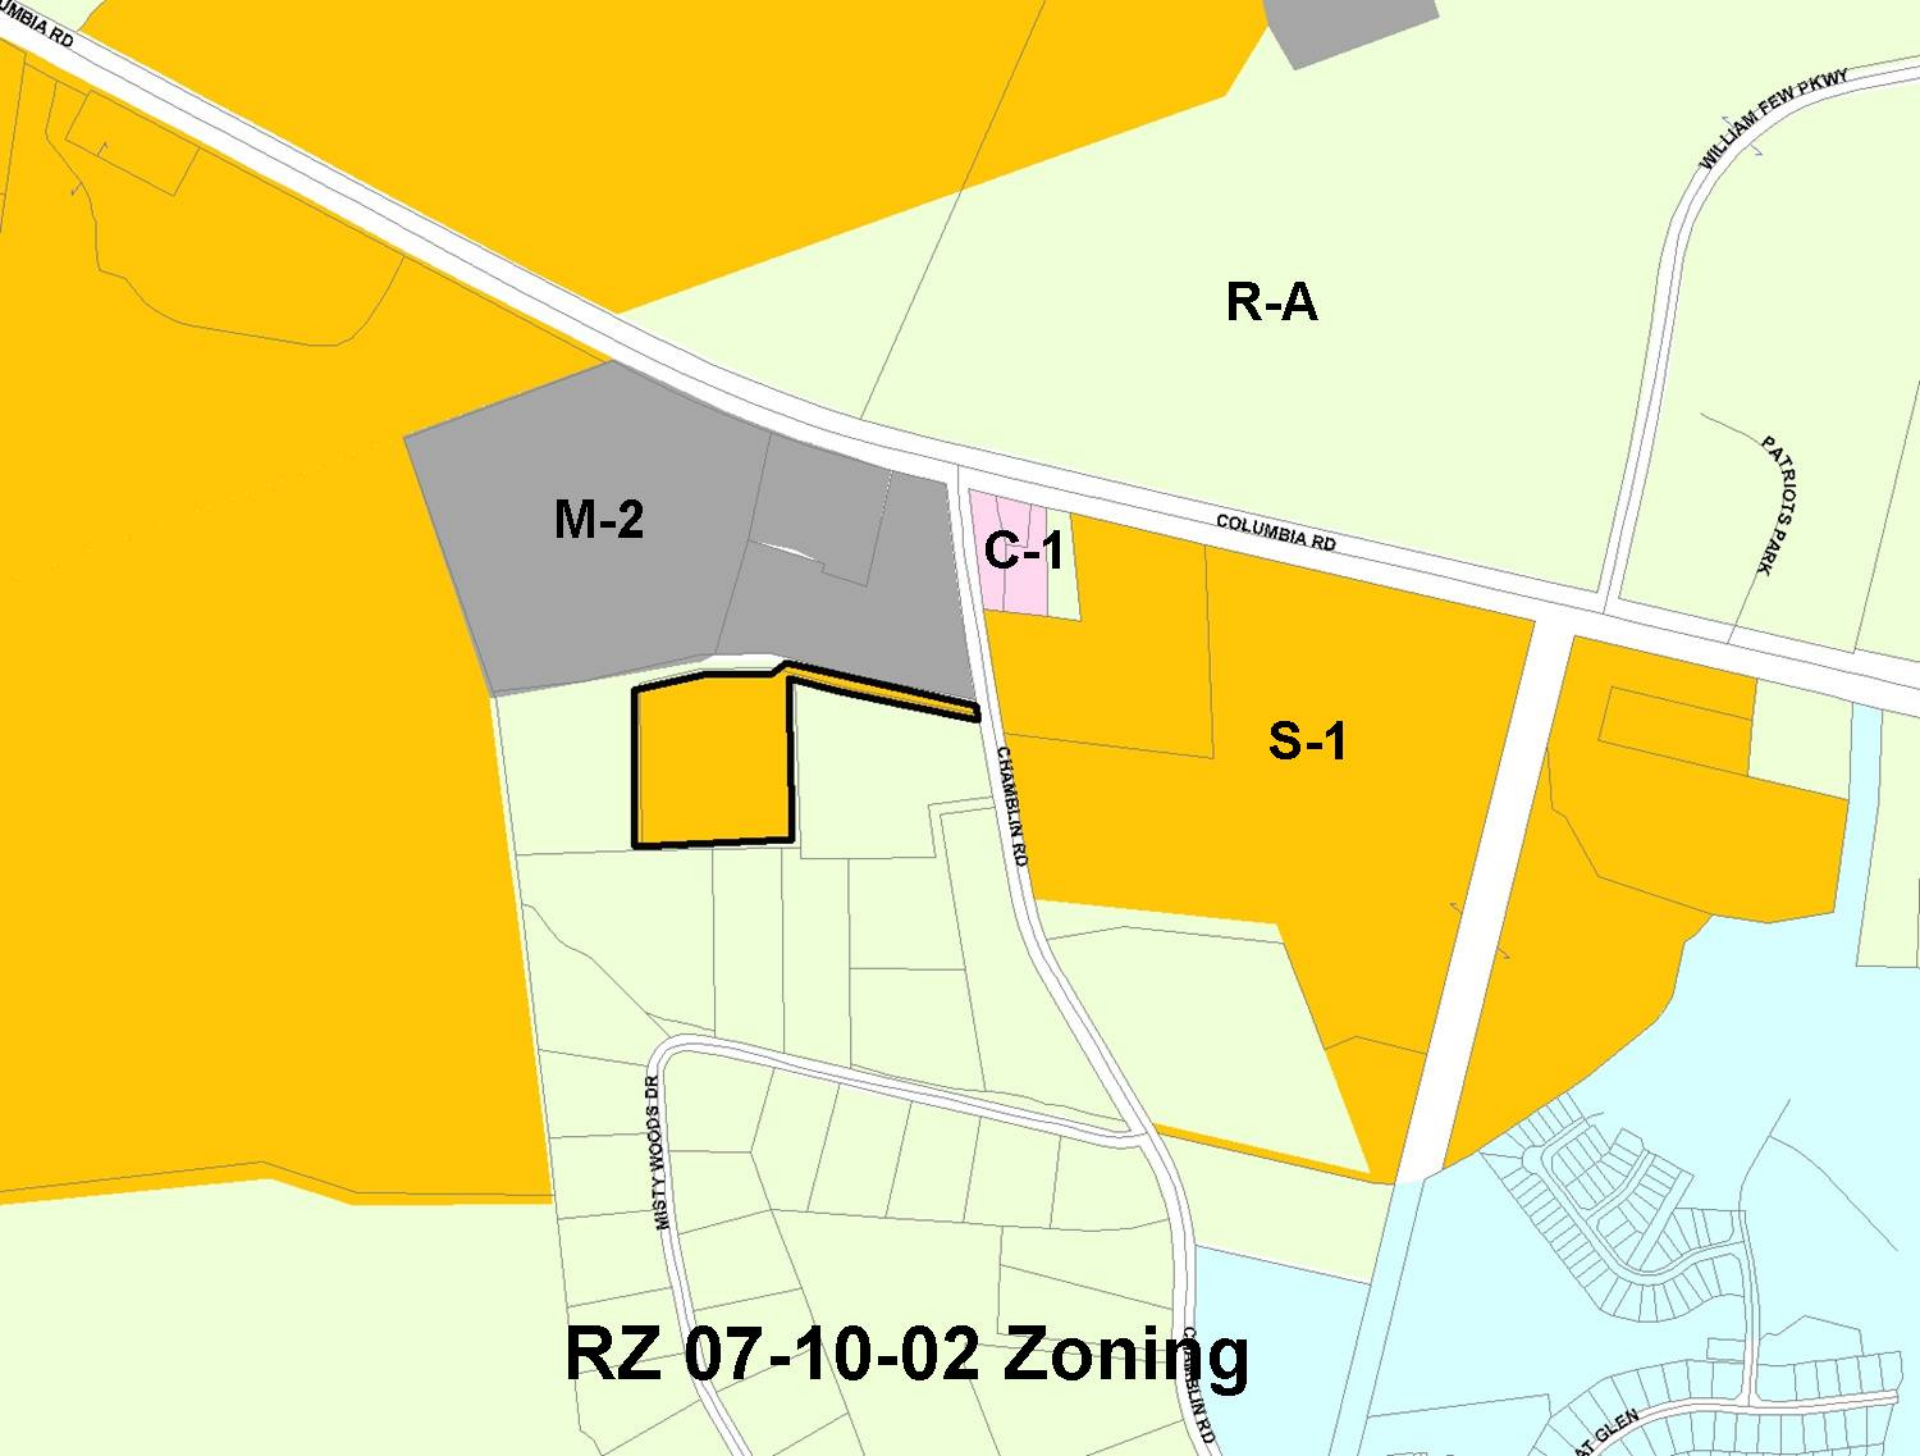 UMBIA RD
WILLIAM FEW PKWY
R-A
PATRIOTS PARK
M-2
C-1
COLUMBIA RD
S-1
CHAMBLIN RD
MISTY WOODS DR
RZ 07-10-02 Zoning
CHAMBLIN RD
AT GLEN